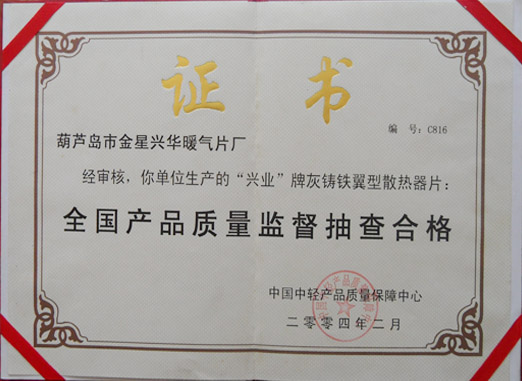 证 书
编 号:C816
葫芦岛市金星兴华暖气片厂
经审核,你单位生产的“兴业”牌灰铸铁翼型散热器片:
全国产品质量监督抽查合格
中国中轻产品质量保障中心
二零零四年二月